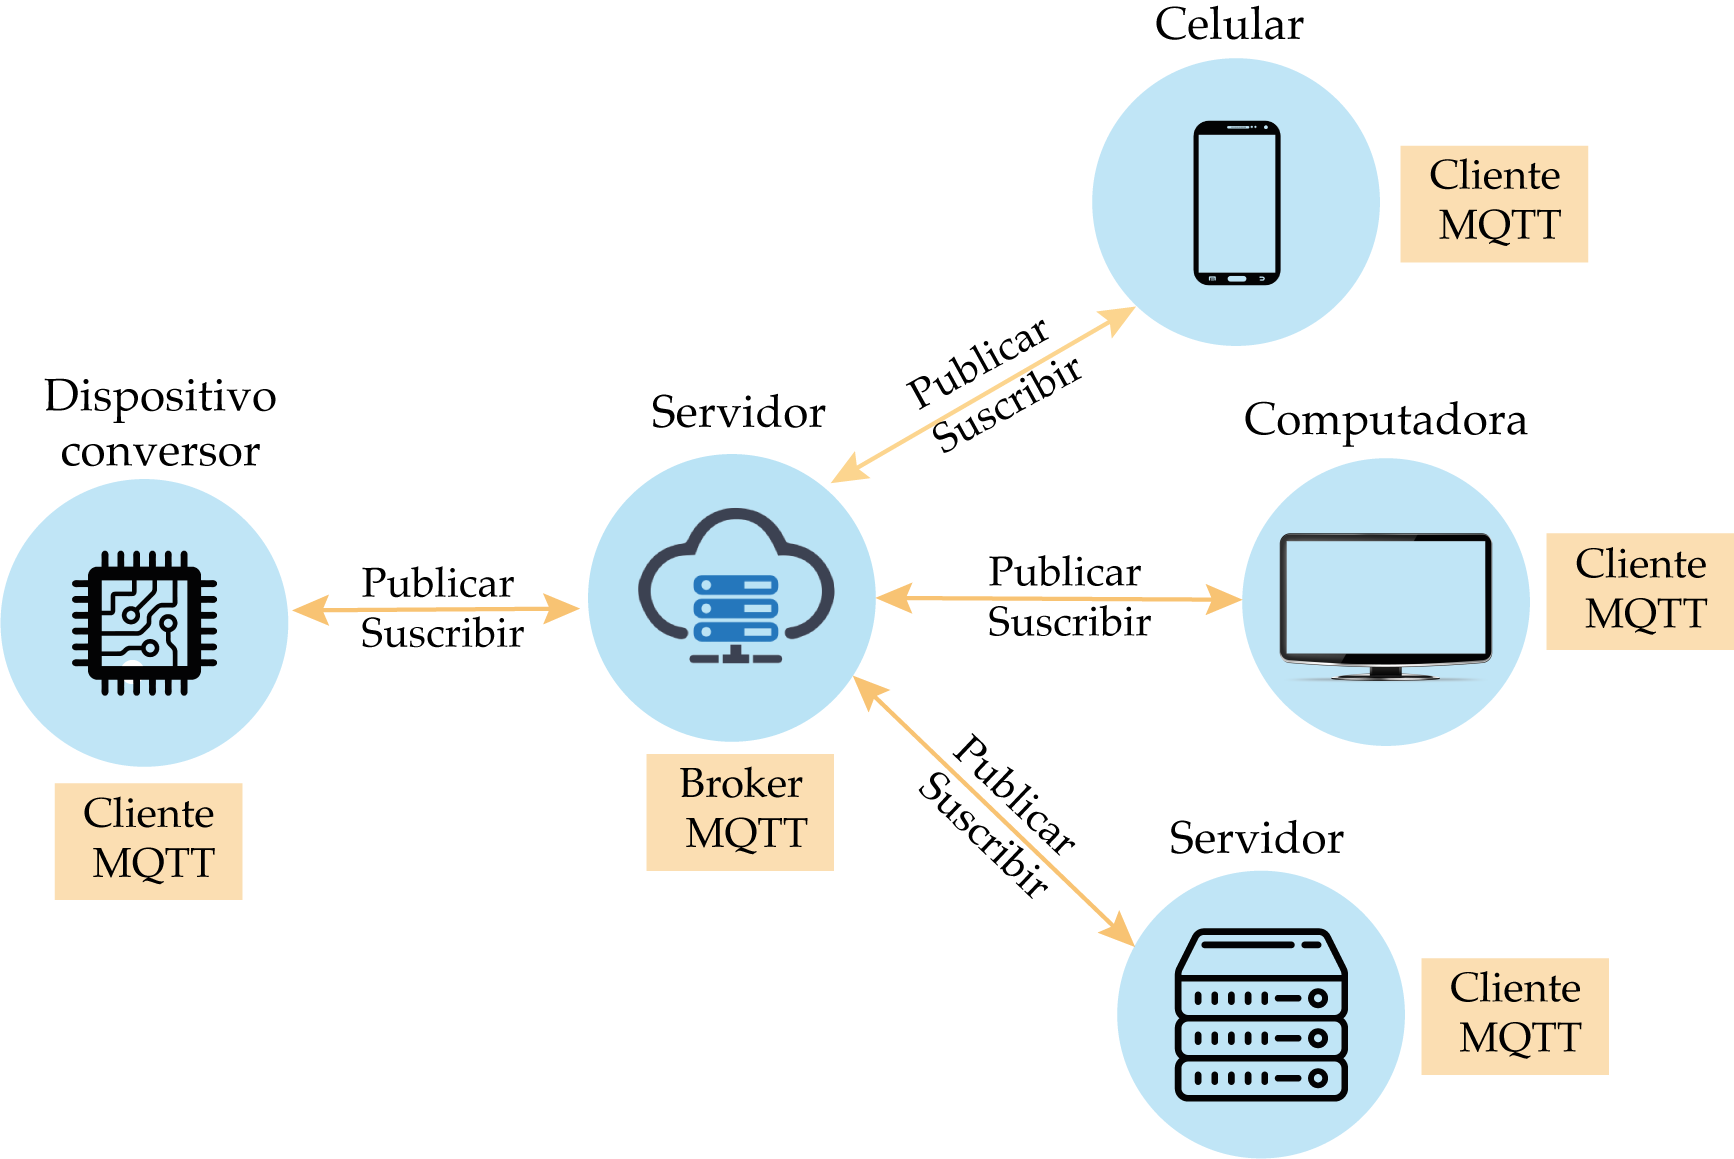 Celular
Cliente
MQTT
Publicar
Suscribir
Dispositivo
conversor
Servidor
Computadora
Publicar
Suscribir
Publicar
Suscribir
Cliente
MQTT
Cliente
MQTT
Broker
MQTT
Publicar
Suscribir
Servidor
Cliente
MQTT